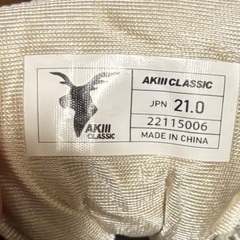 AKIII CLASSIC
JPN 21.0
22115006
MADE IN CHINA
AKIII
CLASSIC